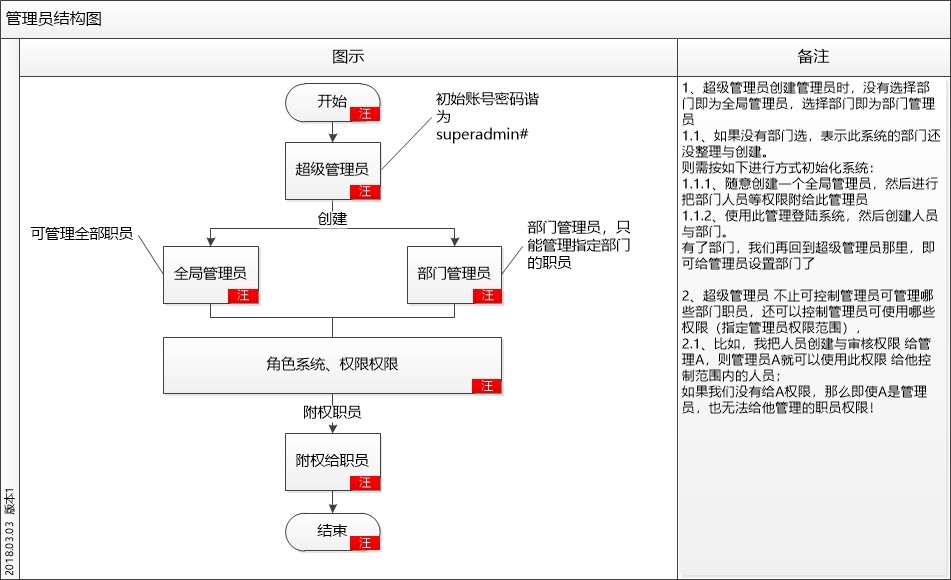 管理员结构图
图示
备注
开始
汪
初始账号密码谐
为
superadmin#
超级管理员
汪
创建
可管理全部职员
部门管理员，只
能管理指定部门
的职员
全局管理员
汪
部门管理员
汪
角色系统、权限权限
汪
附权职员
附权给职员
汪
结束
汪
1、超级管理员创建管理员时，没有选择部
门即为全局管理员，选择部门即为部门管理
员
1.1、如果没有部门选，表示此系统的部门还
没整理与创建。
则需按如下进行方式初始化系统：
1.1.1、随意创建一个全局管理员，然后进行
把部门人员等权限附给此管理员
1.1.2、使用此管理登陆系统，然后创建人员
与部门。
有了部门，我们再回到超级管理员那里，即
可给管理员设置部门了
2、超级管理员 不止可控制管理员可管理哪
些部门职员，还可以控制管理员可使用哪些
权限（指定管理员权限范围），
2.1、比如，我把人员创建与审核权限 给管
理A，则管理员A就可以使用此权限 给他控
制范围内的人员；
如果我们没有给A权限，那么即使A是管理
员，也无法给他管理的职员权限！
2018.03.03 版本1